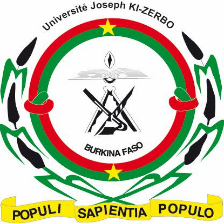 Université Joseph KI-ZERBO
BURKINA FASO
POPULI SAPIENTIA POPULO